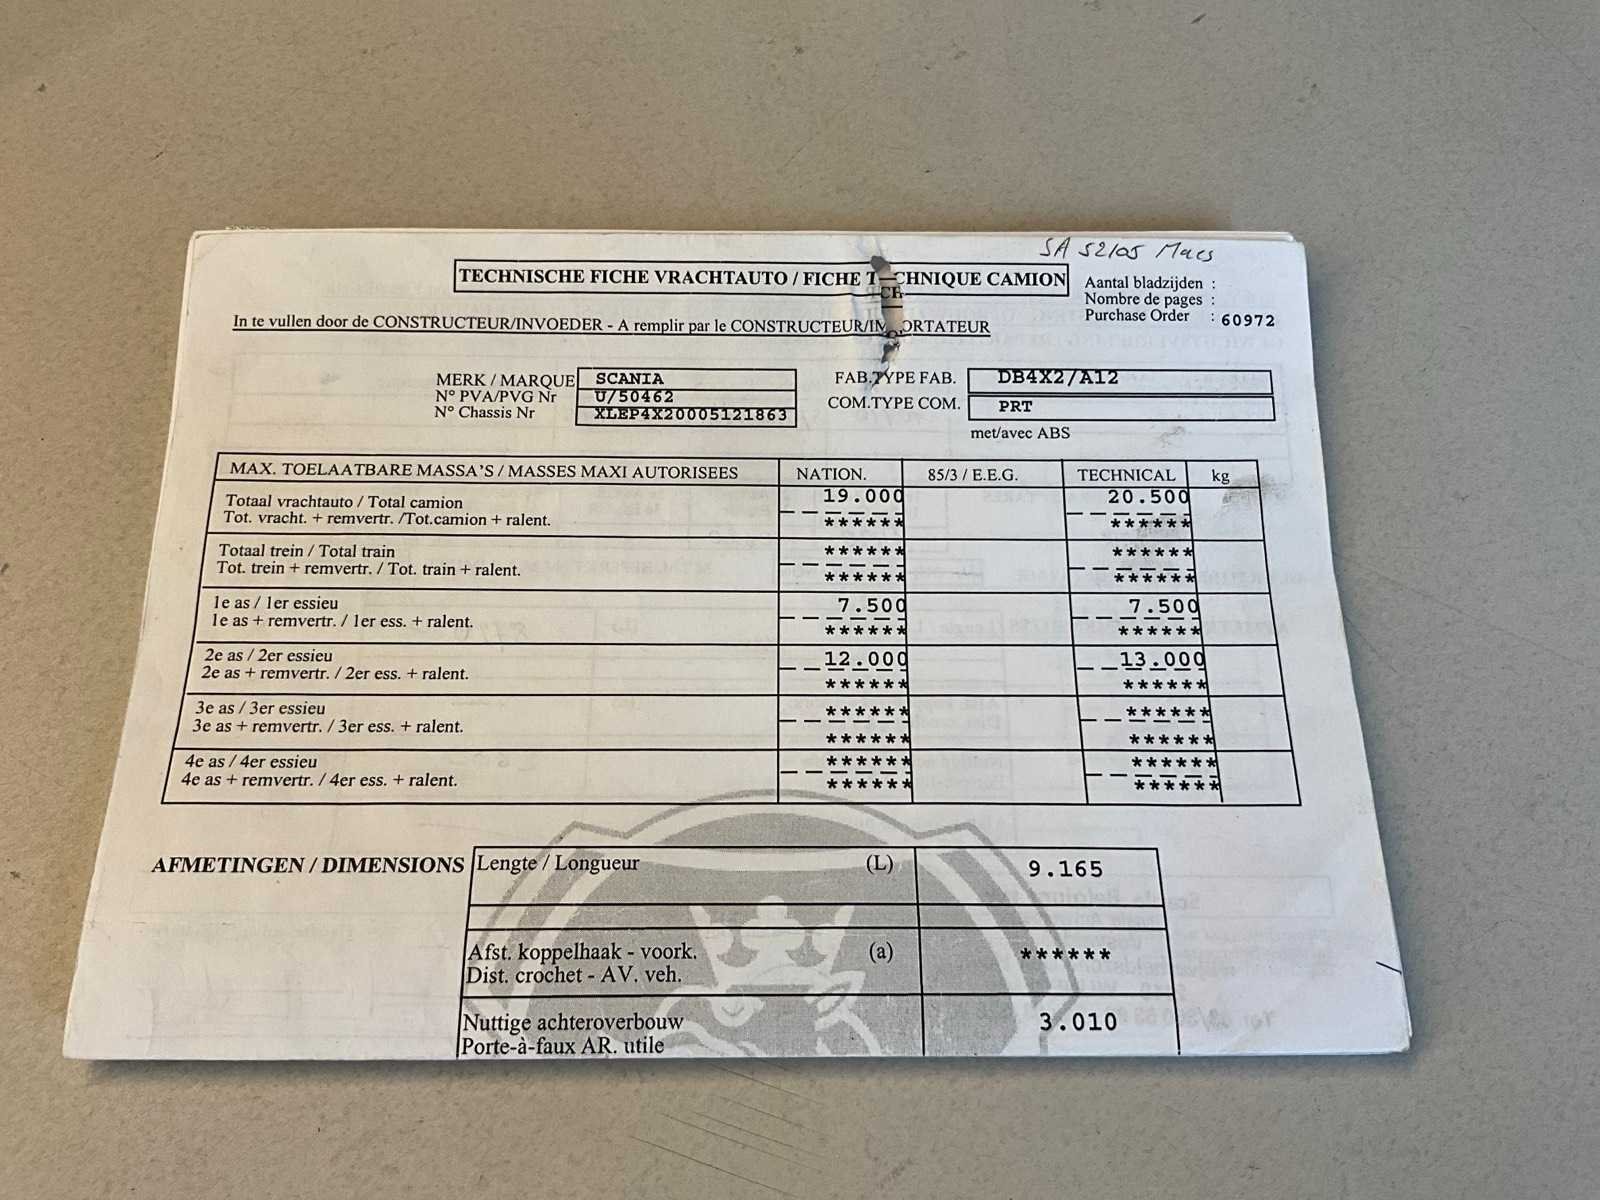 SA 52/05 Maes
TECHNISCHE FICHE VRACHTAUTO / FICHE T CHNIQUE CAMION
Aantal bladzijden :
Nombre de pages :
Purchase Order : 60972
In te vullen door de CONSTRUCTEUR/INVOEDER - A remplir par le CONSTRUCTEUR/IM ORTATEUR
MERK / MARQUE SCANIA
N° PVA/PVG Nr U/50462
N° Chassis Nr XLEP4X20005121863
FAB.TYPE FAB. DB4X2/A12
COM.TYPE COM. PRT
met/avec ABS
MAX. TOELAATBARE MASSA'S / MASSES MAXI AUTORISEES NATION. 85/3 / E.E.G. TECHNICAL kg
Totaal vrachtauto / Total camion 19.000 20.500
Tot. vracht. + remvertr. /Tot.camion + ralent. ****** ******
Totaal trein / Total train ****** ******
Tot. trein + remvertr. / Tot. train + ralent. ****** ******
1e as / 1er essieu 7.500 7.500
1e as + remvertr. / 1er ess. + ralent. ****** ******
2e as / 2er essieu 12.000 13.000
2e as + remvertr. / 2er ess. + ralent. ****** ******
3e as / 3er essieu ****** ******
3e as + remvertr. / 3er ess. + ralent. ****** ******
4e as / 4er essieu ****** ******
4e as + remvertr. / 4er ess. + ralent. ****** ******
AFMETINGEN / DIMENSIONS Lengte / Longueur (L) 9.165
Afst. koppelhaak - voork. (a) ******
Dist. crochet - AV. veh.
Nuttige achteroverbouw 3.010
Porte-à-faux AR. utile